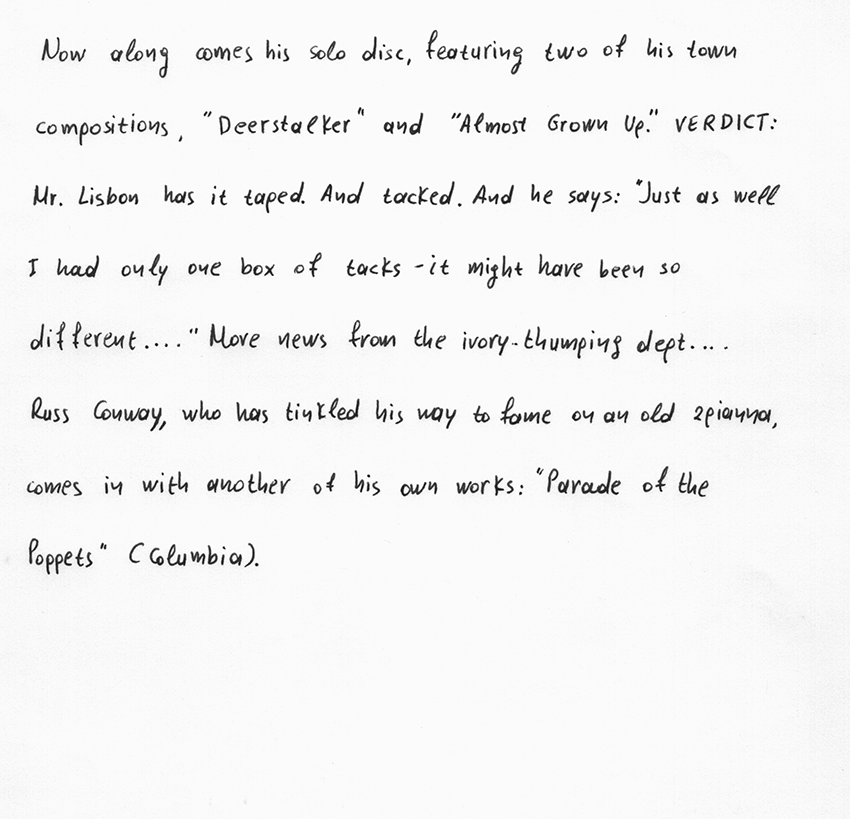 Now along comes his solo disc, featuring two of his town
compositions, "Deerstalker" and "Almost Grown Up." VERDICT:
Mr. Lisbon has it taped. And tacked. And he says: "Just as well
I had only one box of tacks - it might have been so
different...." More news from the ivory-thumping dept....
Russ Conway, who has tinkled his way to fame on an old 2pianna,
comes in with another of his own works: "Parade of the
Poppets" (Columbia).